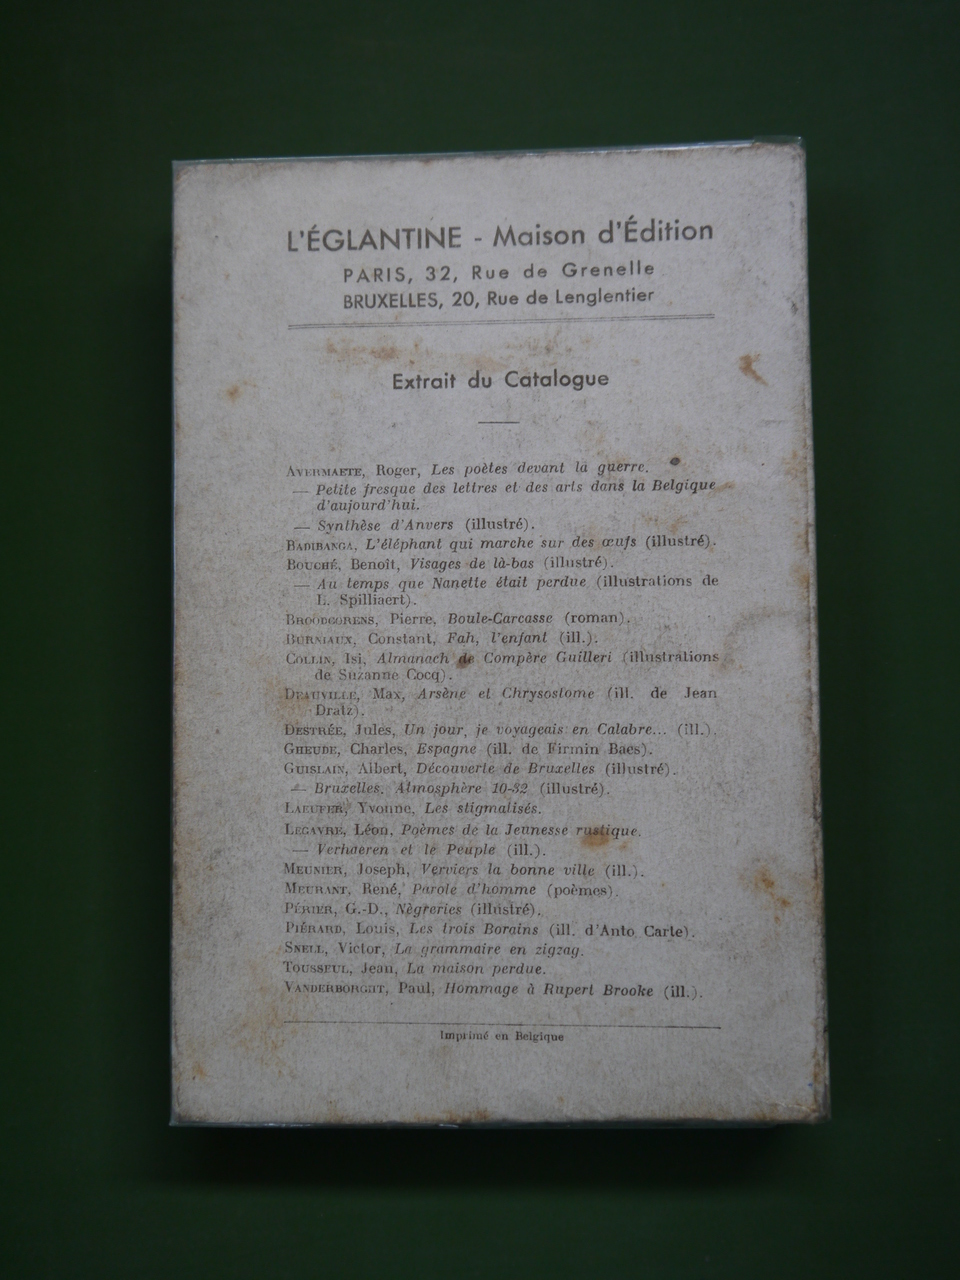 L'ÉGLANTINE - Maison d'Édition
PARIS, 32, Rue de Grenelle
BRUXELLES, 20, Rue de Lenglentier
Extrait du Catalogue
AVERMAETE, Roger, Les poètes devant la guerre.
— Petite fresque des lettres et des arts dans la Belgique
d'aujourd'hui.
— Synthèse d'Anvers (illustré).
BADIBANGA, L'éléphant qui marche sur des œufs (illustré).
BOUCHÉ, Benoît, Visages de là-bas (illustré).
— Au temps que Nanette était perdue (illustrations de
L. Spilliaert).
BROODCORENS, Pierre, Boule-Carcasse (roman).
BURNIAUX, Constant, Fah, l'enfant (ill.).
COLLIN, Isi, Almanach de Compère Guilleri (illustrations
de Suzanne Cocq).
DEAUVILLE, Max, Arsène et Chrysostome (ill. de Jean
Dratz).
DESTRÉE, Jules, Un jour, je voyageais en Calabre... (ill.).
GHEUDE, Charles, Espagne (ill. de Firmin Baes).
GUISLAIN, Albert, Découverte de Bruxelles (illustré).
— Bruxelles. Atmosphère 10-32 (illustré).
Yvonne, Les stigmatisés.
LEGAVRE, Léon, Poèmes de la Jeunesse rustique.
— Verhaeren et le Peuple (ill.).
MEUNIER, Joseph, Verviers la bonne ville (ill.).
MEURANT, René, Parole d'homme (poèmes).
PÉRIER, G.-D., Nègreries (illustré).
PIÉRARD, Louis, Les trois Borains (ill. d'Anto Carte).
SNELL, Victor, La grammaire en zigzag.
TOUSSEUL, Jean, La maison perdue.
VANDERBORGHT, Paul, Hommage à Rupert Brooke (ill.).
Imprimé en Belgique